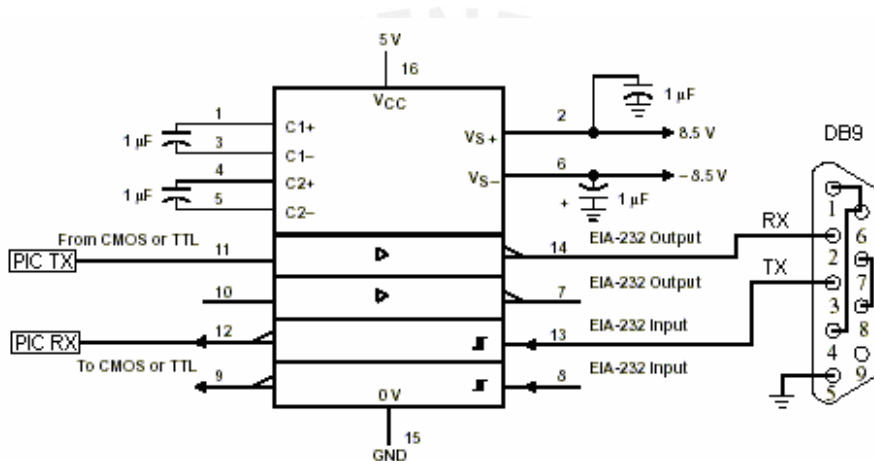 5 V
16
VCC
1 µF
1
C1+
3
C1–
1 µF
4
C2+
5
C2–
2
VS+
1 µF
8.5 V
6
VS–
– 8.5 V
+
1 µF
DB9
From CMOS or TTL
PIC TX
11
14
EIA-232 Output
RX
10
7
EIA-232 Output
TX
PIC RX
12
13
EIA-232 Input
To CMOS or TTL
9
8
EIA-232 Input
0 V
15
GND
1
6
2
7
3
8
4
9
5